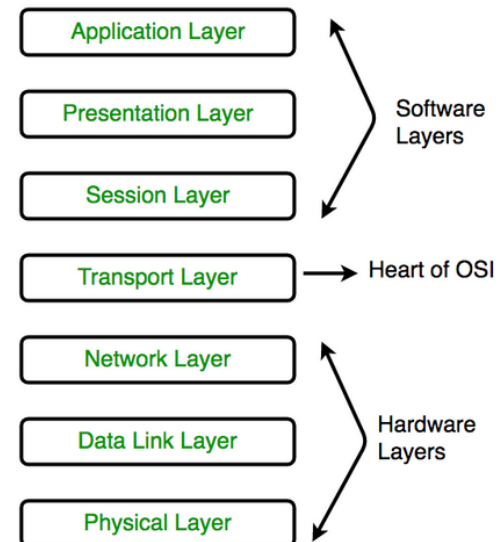 Application Layer
Presentation Layer
Software
Layers
Session Layer
Transport Layer
Heart of OSI
Network Layer
Hardware
Layers
Data Link Layer
Physical Layer